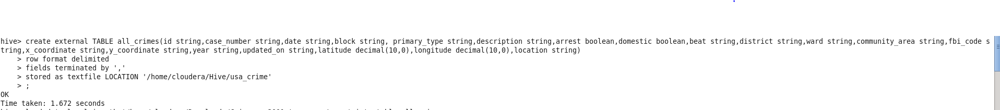 hive> create external TABLE all_crimes(id string,case_number string,date string,block string, primary_type string,description string,arrest boolean,domestic boolean,beat string,district string,ward string,community_area string,fbi_code s
tring,x_coordinate string,y_coordinate string,year string,updated_on string,latitude decimal(10,0),longitude decimal(10,0),location string)
    > row format delimited
    > fields terminated by ','
    > stored as textfile LOCATION '/home/cloudera/Hive/usa_crime'
    > ;
OK
Time taken: 1.672 seconds